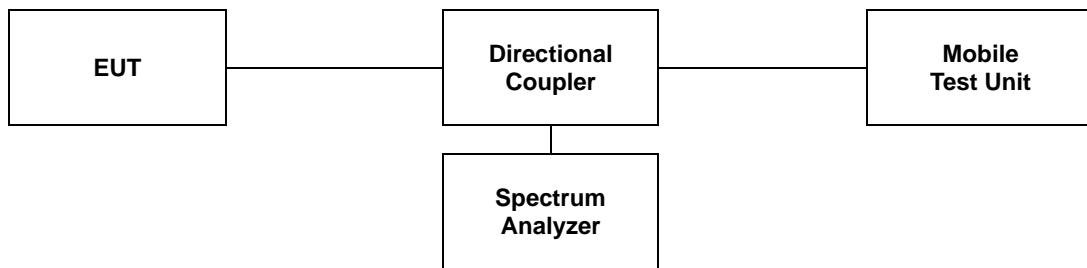 EUT
Directional
Coupler
Mobile
Test Unit
Spectrum
Analyzer